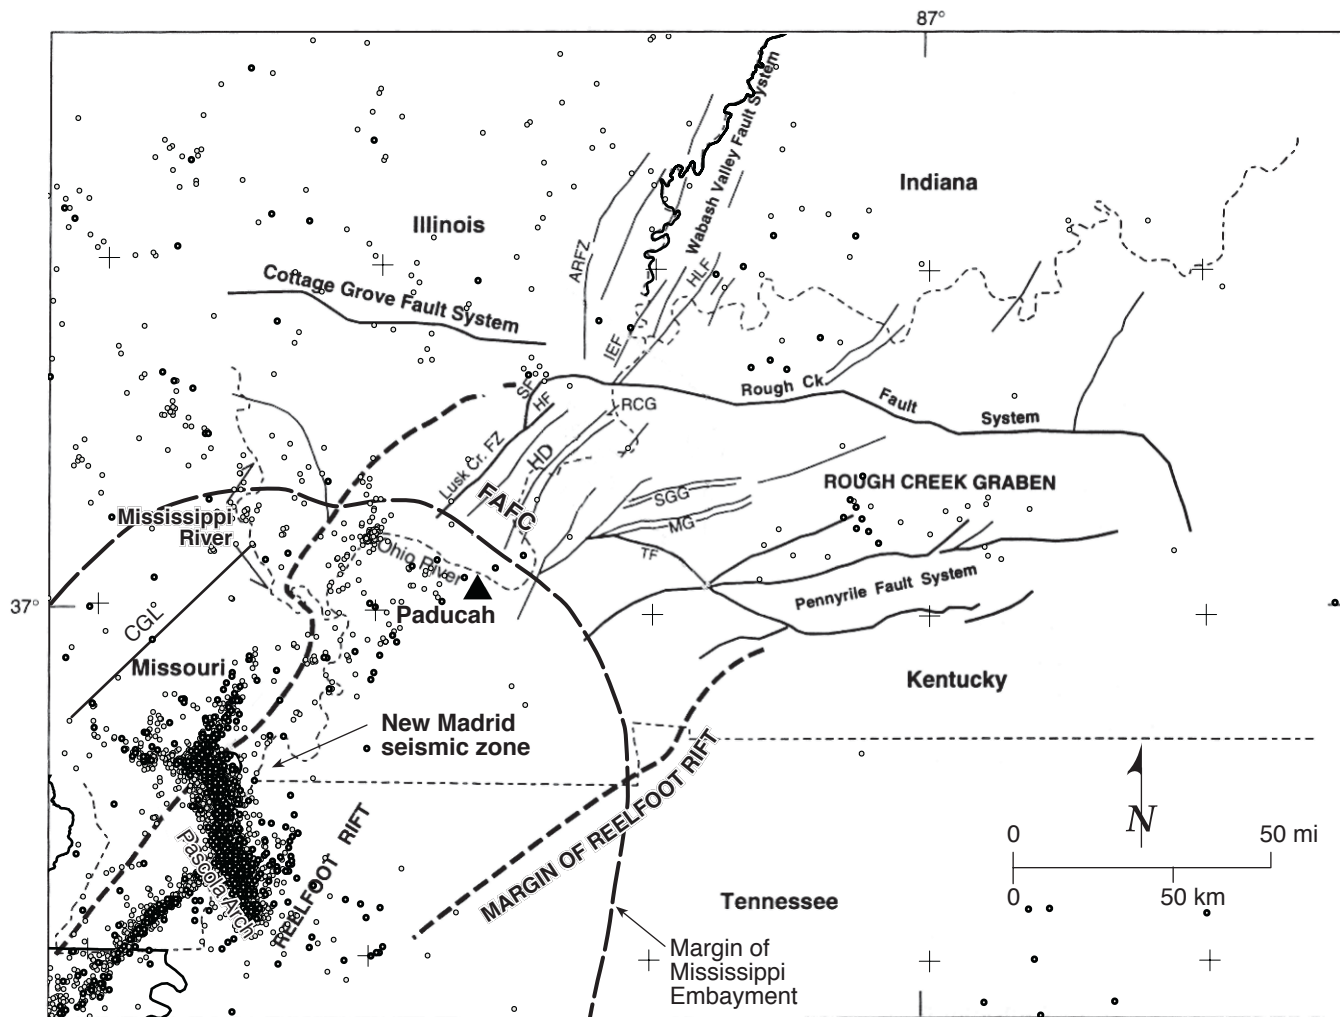 87°
Indiana
Illinois
Wabash Valley Fault System
ARFZ
HLF
Cottage Grove Fault System
IEF
SF
HF
RCG
Rough Ck.
Fault
System
Lusk Cr. FZ
HD
FAFC
SGG
MG
TF
ROUGH CREEK GRABEN
Mississippi
River
Ohio River
Pennyrile Fault System
37°
CGL
Paducah
Missouri
Kentucky
New Madrid
seismic zone
MARGIN OF REELFOOT RIFT
REELFOOT RIFT
Pascola Arch
N
0
50 mi
0
50 km
Tennessee
Margin of
Mississippi
Embayment